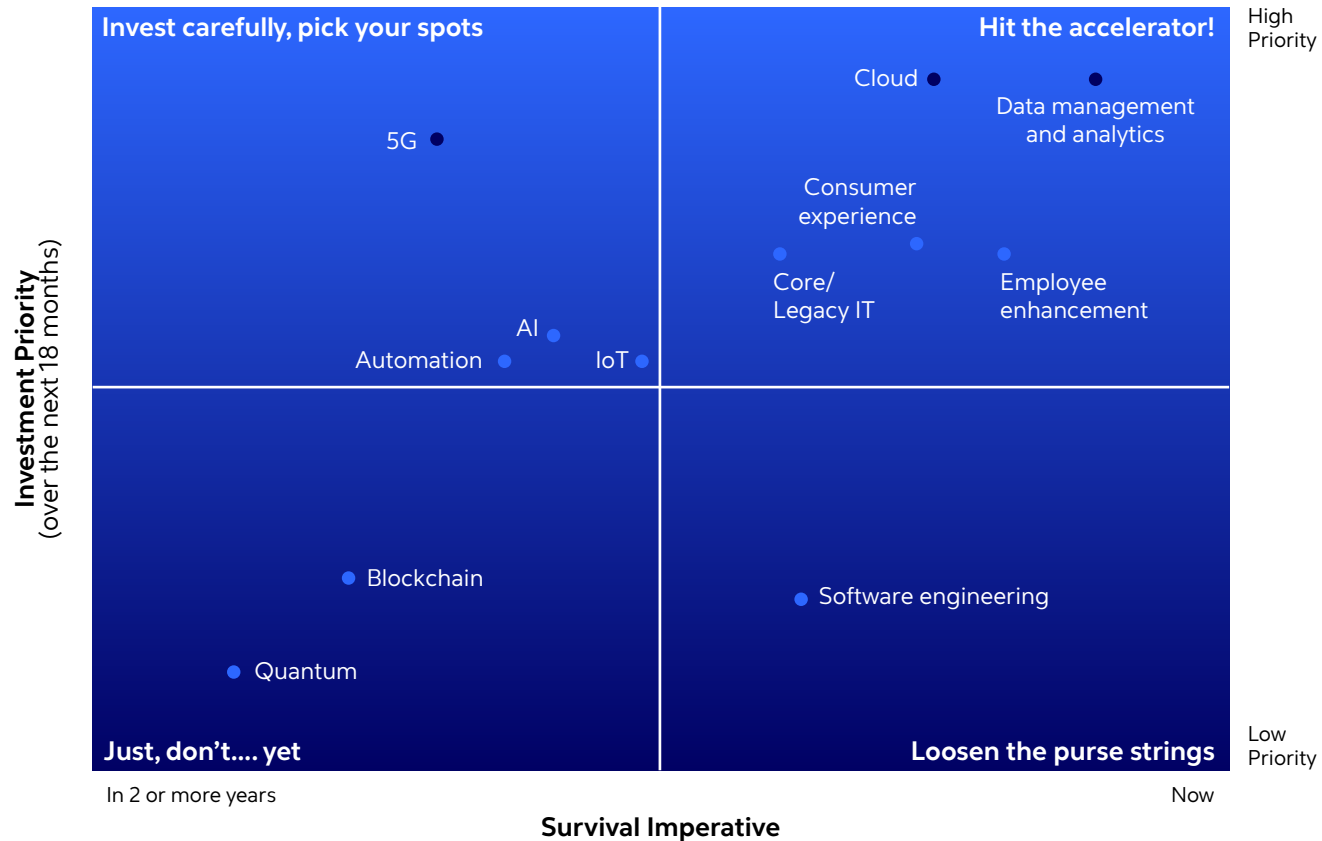 Invest carefully, pick your spots
Hit the accelerator!
High
Priority
Cloud
Data management
and analytics
5G
Consumer
experience
Core/
Legacy IT
Employee
enhancement
AI
Automation
IoT
Investment Priority
(over the next 18 months)
Blockchain
Software engineering
Quantum
Just, don’t.... yet
Loosen the purse strings
Low
Priority
In 2 or more years
Now
Survival Imperative